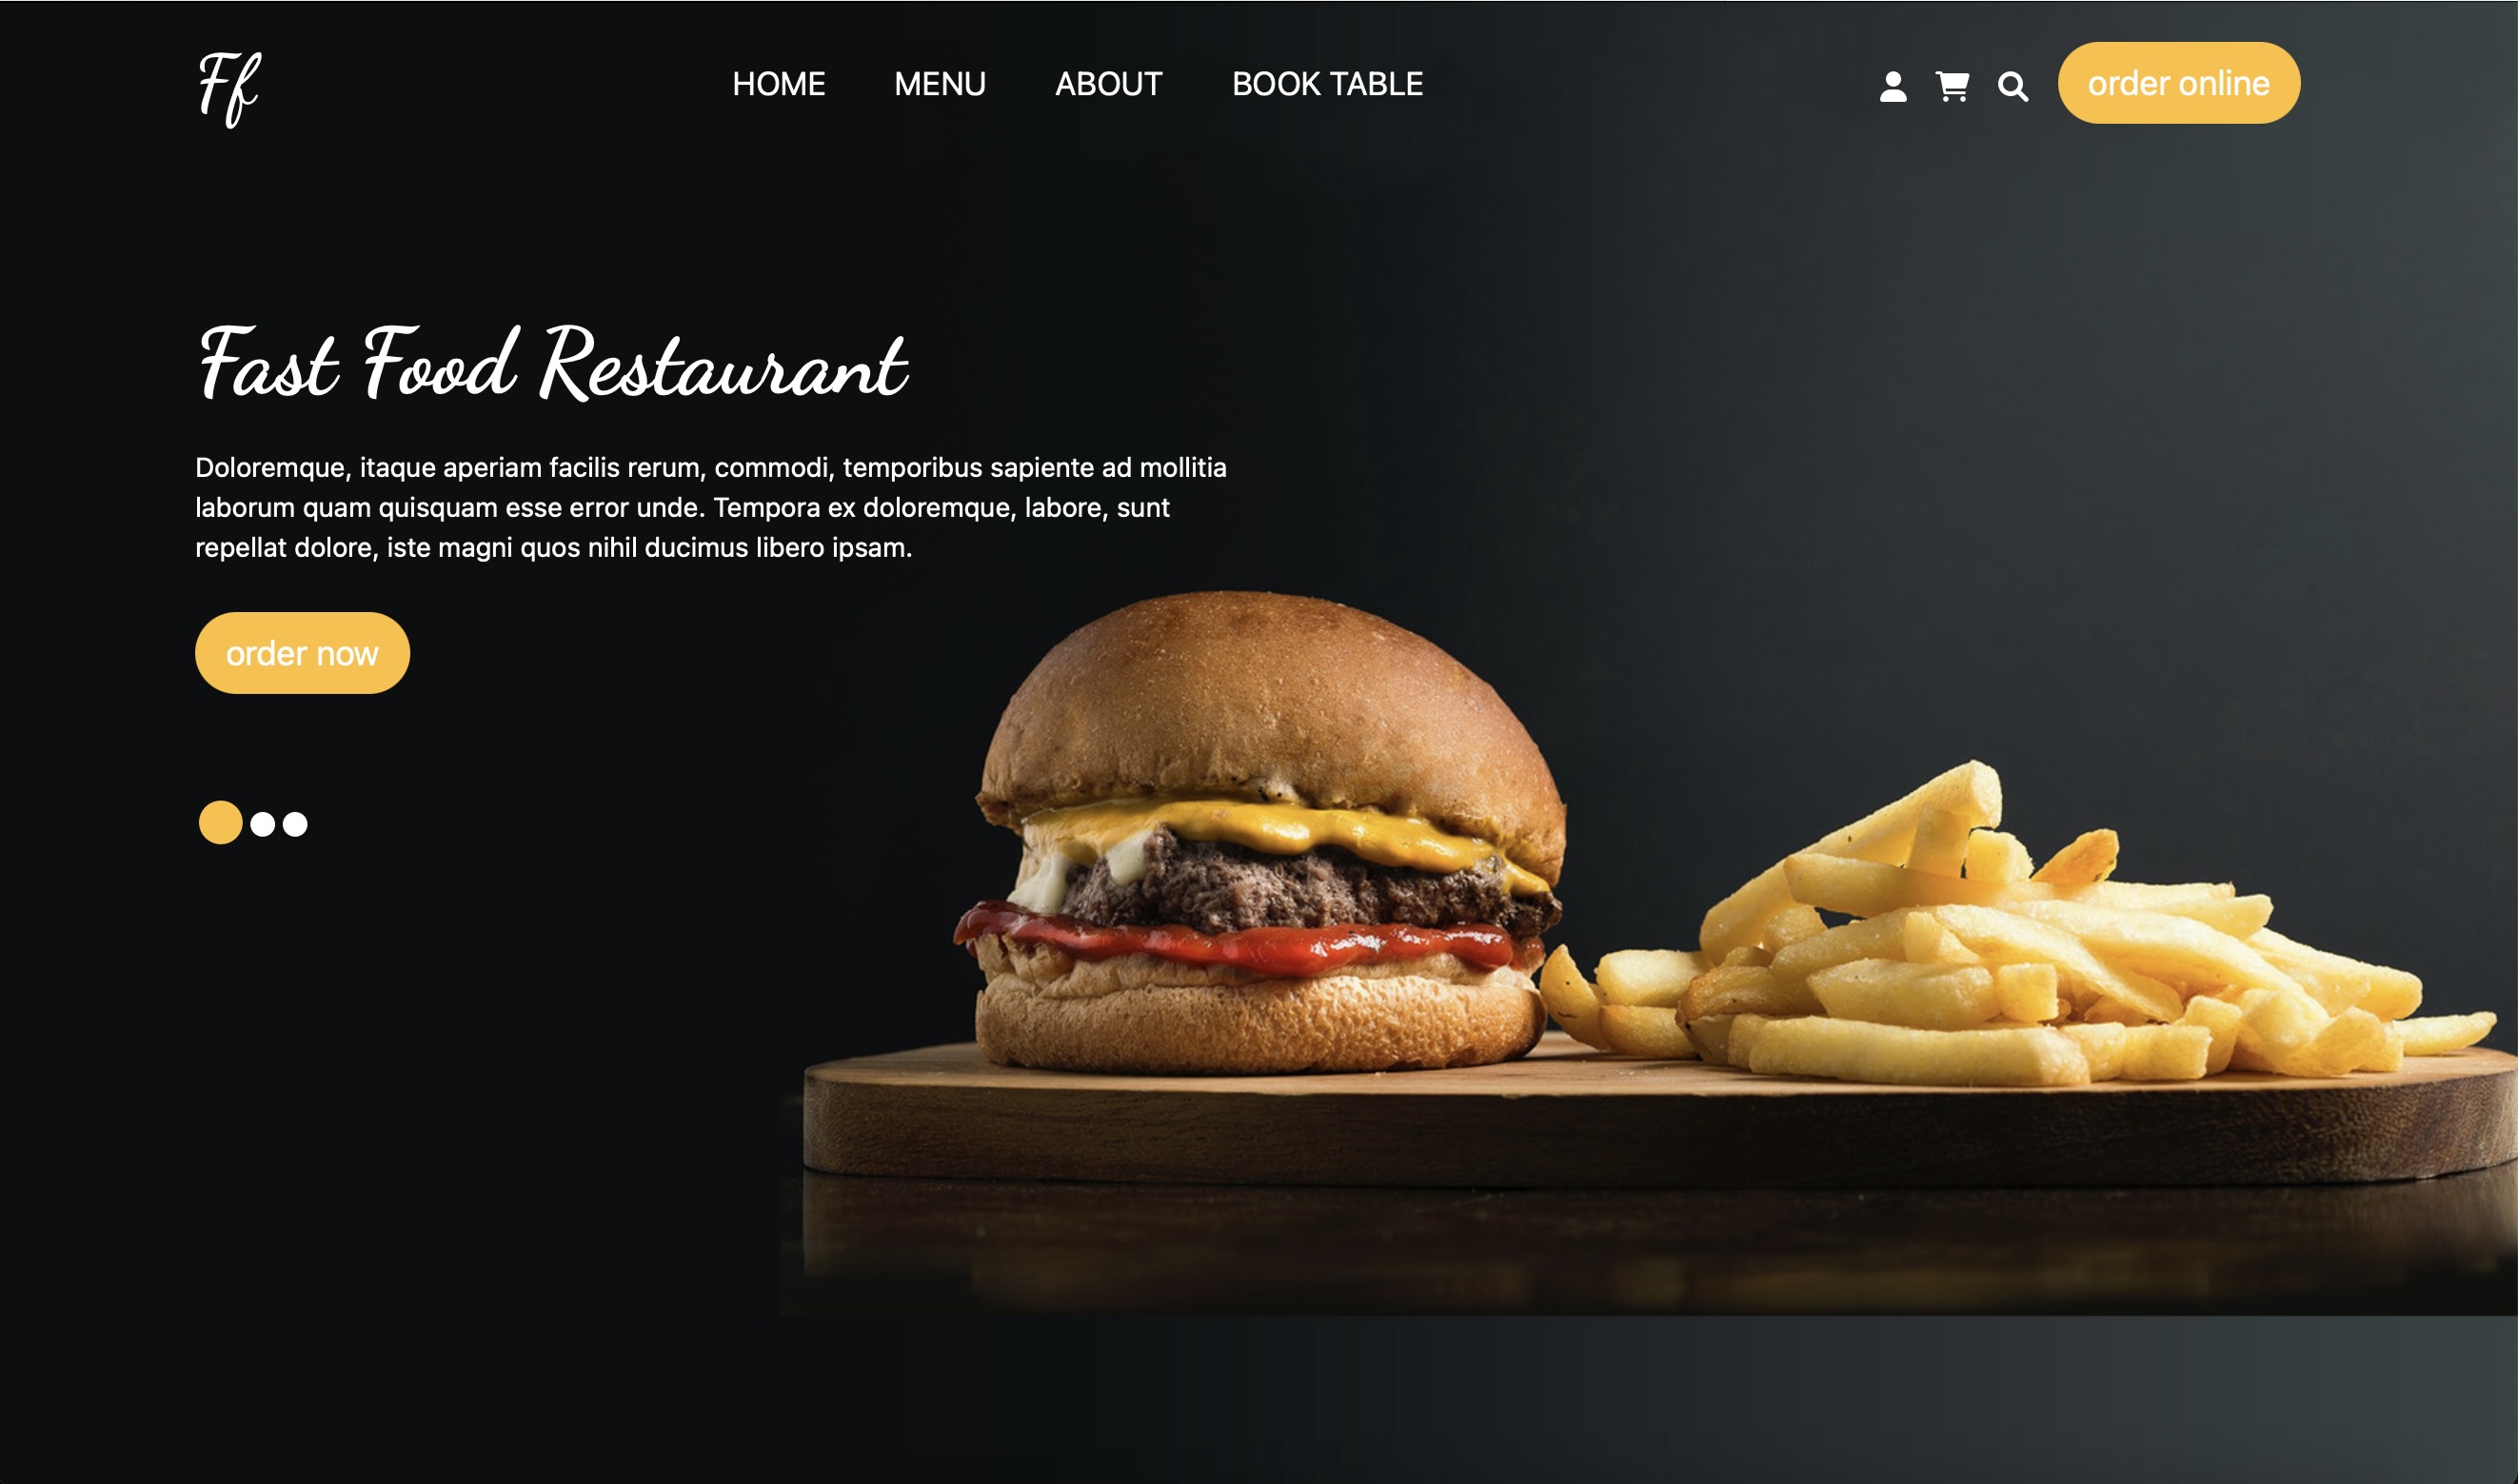 Ff
HOME MENU ABOUT BOOK TABLE
order online
Fast Food Restaurant
Doloremque, itaque aperiam facilis rerum, commodi, temporibus sapiente ad mollitia
laborum quam quisquam esse error unde. Tempora ex doloremque, labore, sunt
repellat dolore, iste magni quos nihil ducimus libero ipsam.
order now